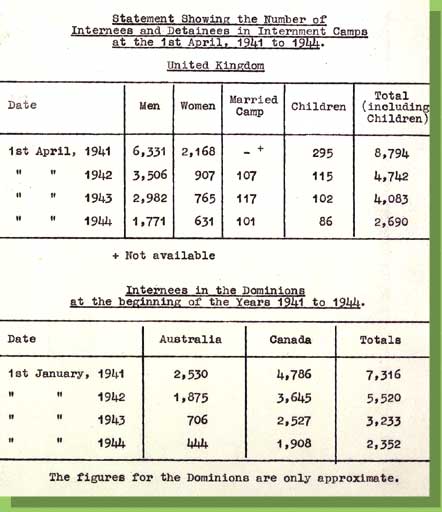 Statement Showing the Number of
Internees and Detainees in Internment Camps
at the 1st April, 1941 to 1944.
United Kingdom
Date Men Women Married Camp Children Total (including Children)
1st April, 1941 6,331 2,168 - + 295 8,794
" " 1942 3,506 907 107 115 4,742
" " 1943 2,982 765 117 102 4,083
" " 1944 1,771 631 101 86 2,690
+ Not available
Internees in the Dominions
at the beginning of the Years 1941 to 1944.
Date Australia Canada Totals
1st January, 1941 2,530 4,786 7,316
" " 1942 1,875 3,645 5,520
" " 1943 706 2,527 3,233
" " 1944 444 1,908 2,352
The figures for the Dominions are only approximate.